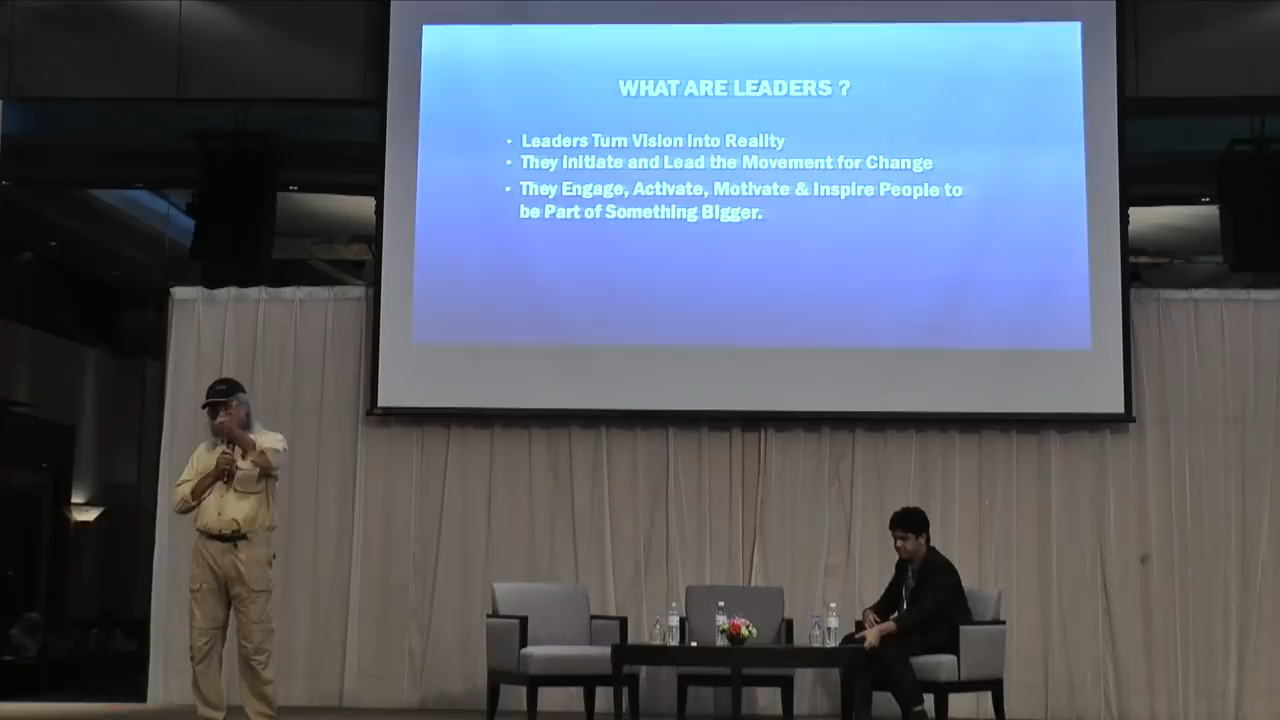 WHAT ARE LEADERS ?
• Leaders Turn Vision into Reality
• They Initiate and Lead the Movement for Change
• They Engage, Activate, Motivate & Inspire People to
be Part of Something Bigger.